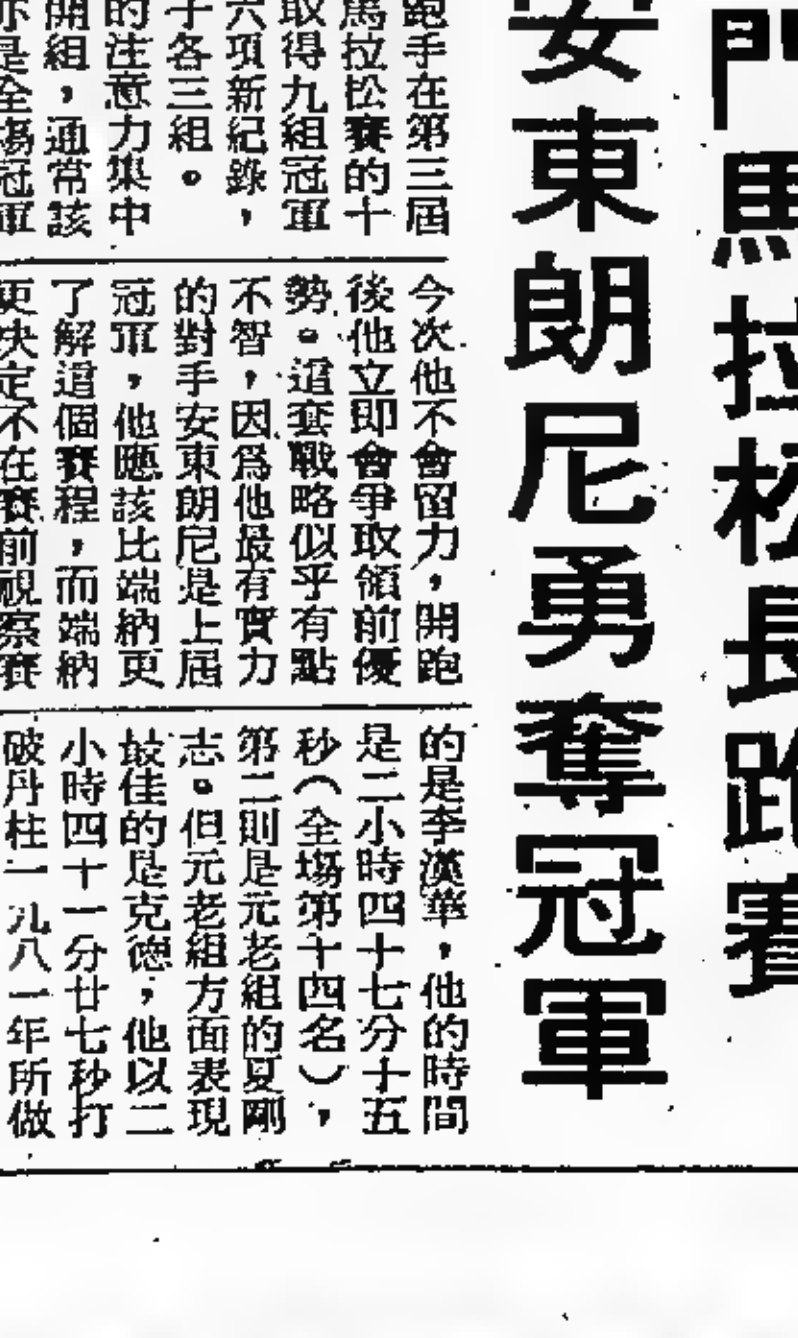 門馬拉松長跑賽
安東朗尼勇奪冠軍
跑手在第三屆
馬拉松賽的十
取得九組冠軍
六項新紀錄，
子各三組。
的注意力集中
開組，通常該
亦是全場冠軍
今次他不會留力，開跑
後他立即會爭取領前優
勢。這套戰略似乎有點
不智，因爲他最有實力
的對手安東朗尼是上屆
冠軍，他應該比端納更
了解這個賽程，而端納
更決定不在賽前視察賽
的是李漢華，他的時間
是二小時四十七分十五
秒（全場第十四名），
第二則是元老組的夏剛
志。但元老組方面表現
最佳的是克德，他以二
小時四十一分廿七秒打
破丹柱一九八一年所做